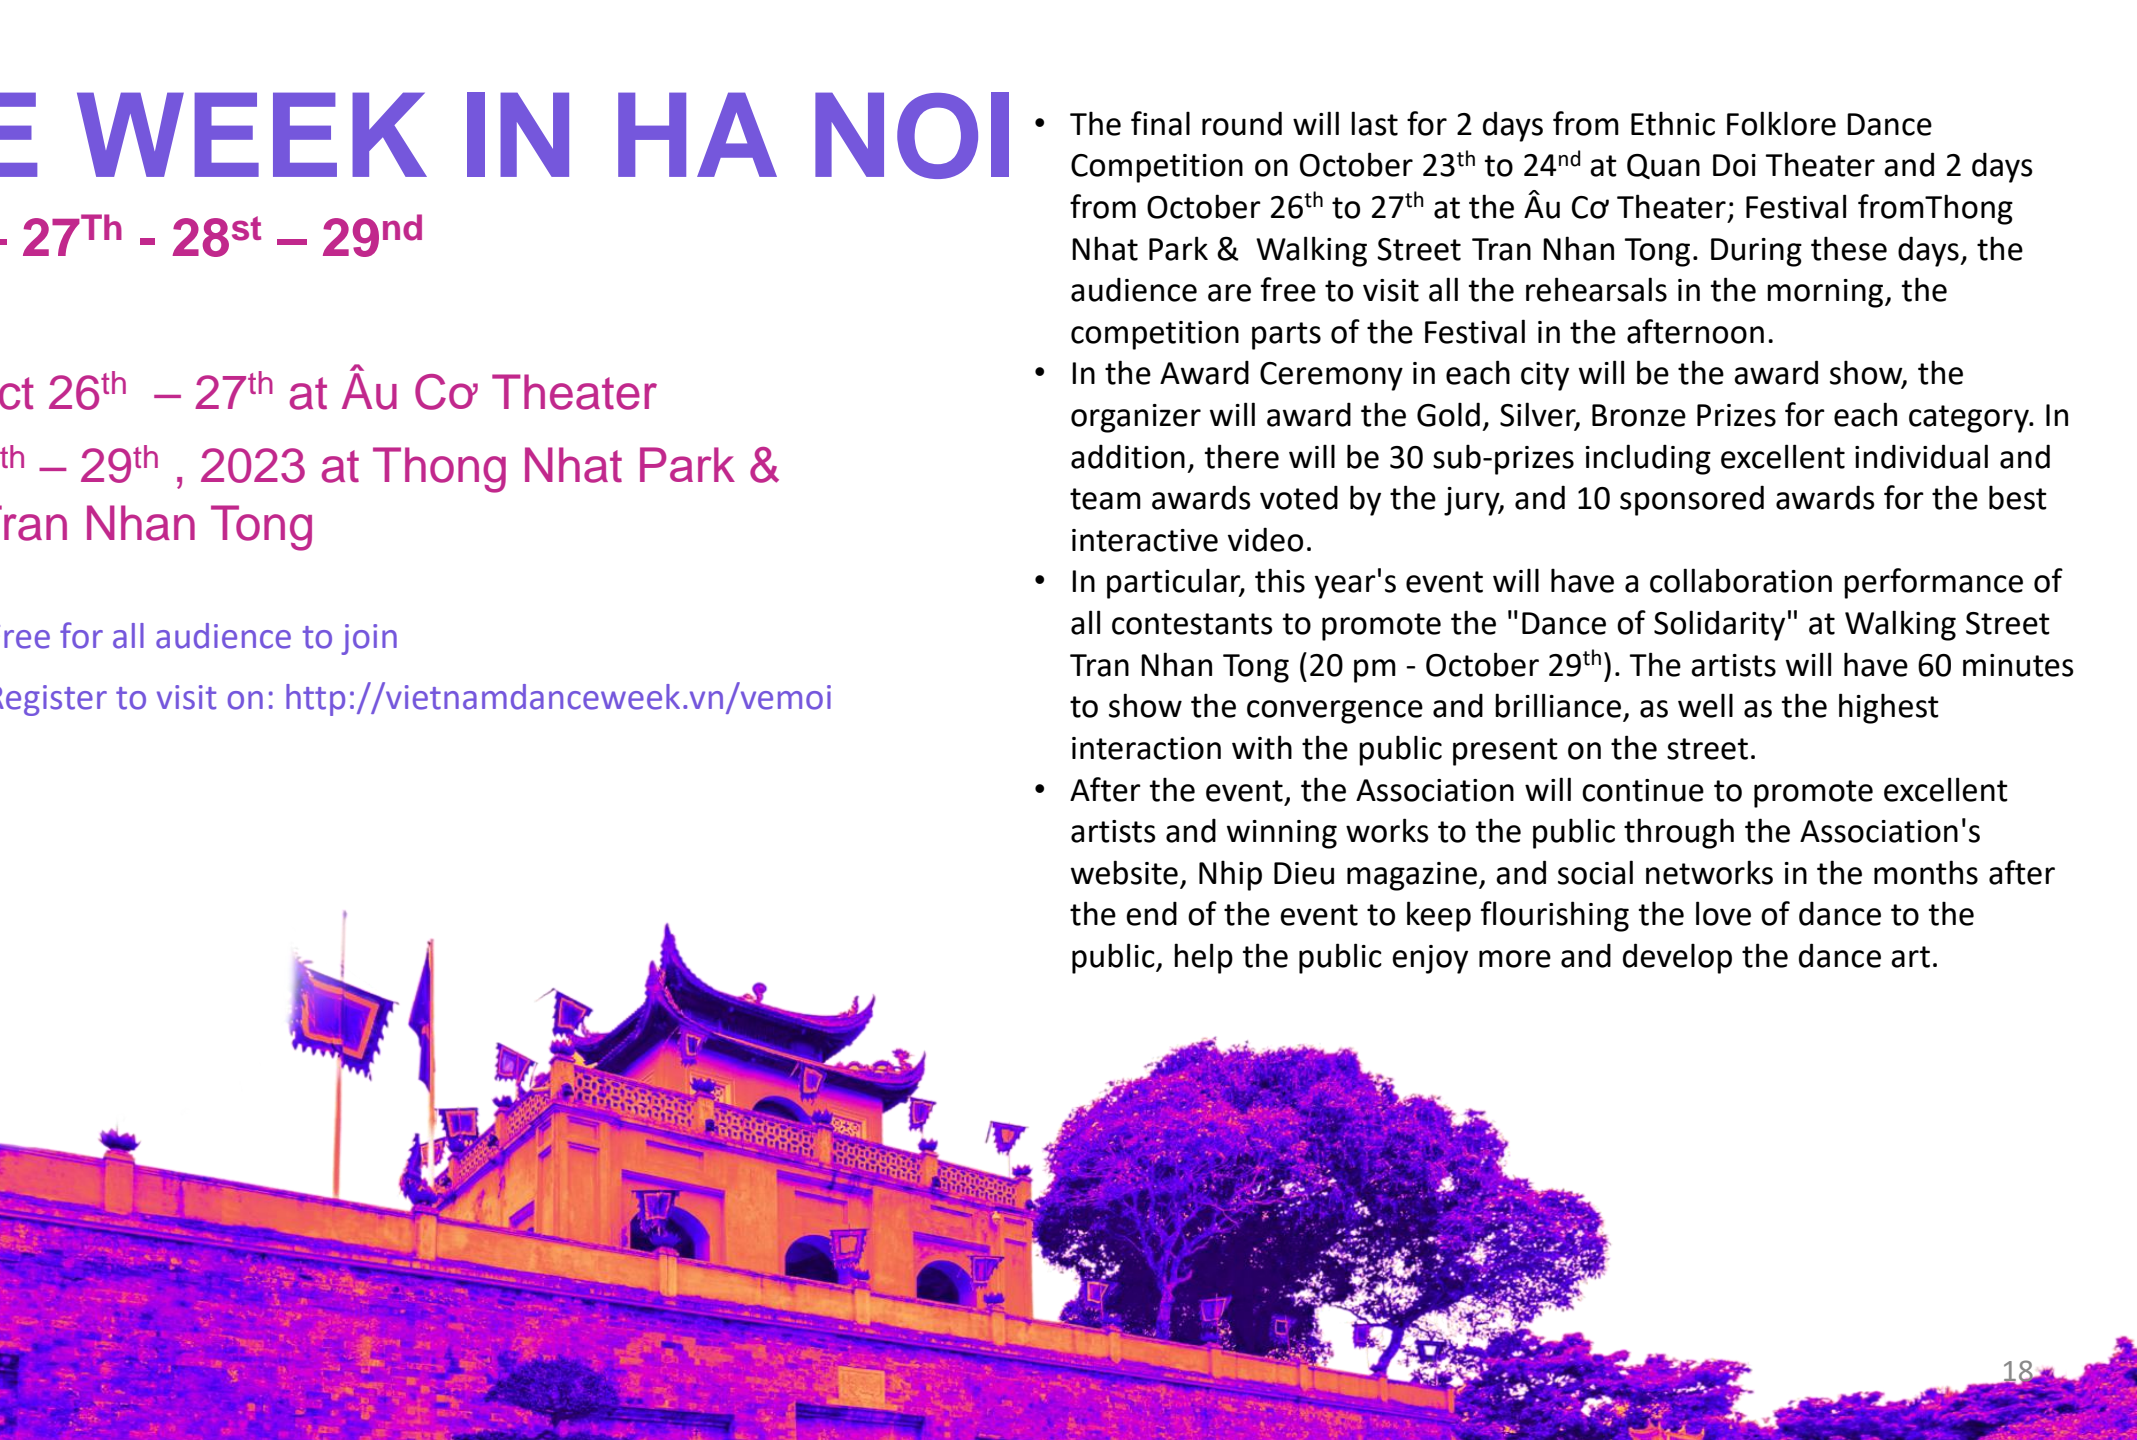 E WEEK IN HA NOI
– 27Th - 28st – 29nd
ct 26th – 27th at Âu Cơ Theater
th – 29th , 2023 at Thong Nhat Park &
Tran Nhan Tong
ree for all audience to join
Register to visit on: http://vietnamdanceweek.vn/vemoi
• The final round will last for 2 days from Ethnic Folklore Dance
Competition on October 23th to 24nd at Quan Doi Theater and 2 days
from October 26th to 27th at the Âu Cơ Theater; Festival fromThong
Nhat Park & Walking Street Tran Nhan Tong. During these days, the
audience are free to visit all the rehearsals in the morning, the
competition parts of the Festival in the afternoon.
• In the Award Ceremony in each city will be the award show, the
organizer will award the Gold, Silver, Bronze Prizes for each category. In
addition, there will be 30 sub-prizes including excellent individual and
team awards voted by the jury, and 10 sponsored awards for the best
interactive video.
• In particular, this year's event will have a collaboration performance of
all contestants to promote the "Dance of Solidarity" at Walking Street
Tran Nhan Tong (20 pm - October 29th). The artists will have 60 minutes
to show the convergence and brilliance, as well as the highest
interaction with the public present on the street.
• After the event, the Association will continue to promote excellent
artists and winning works to the public through the Association's
website, Nhip Dieu magazine, and social networks in the months after
the end of the event to keep flourishing the love of dance to the
public, help the public enjoy more and develop the dance art.
18